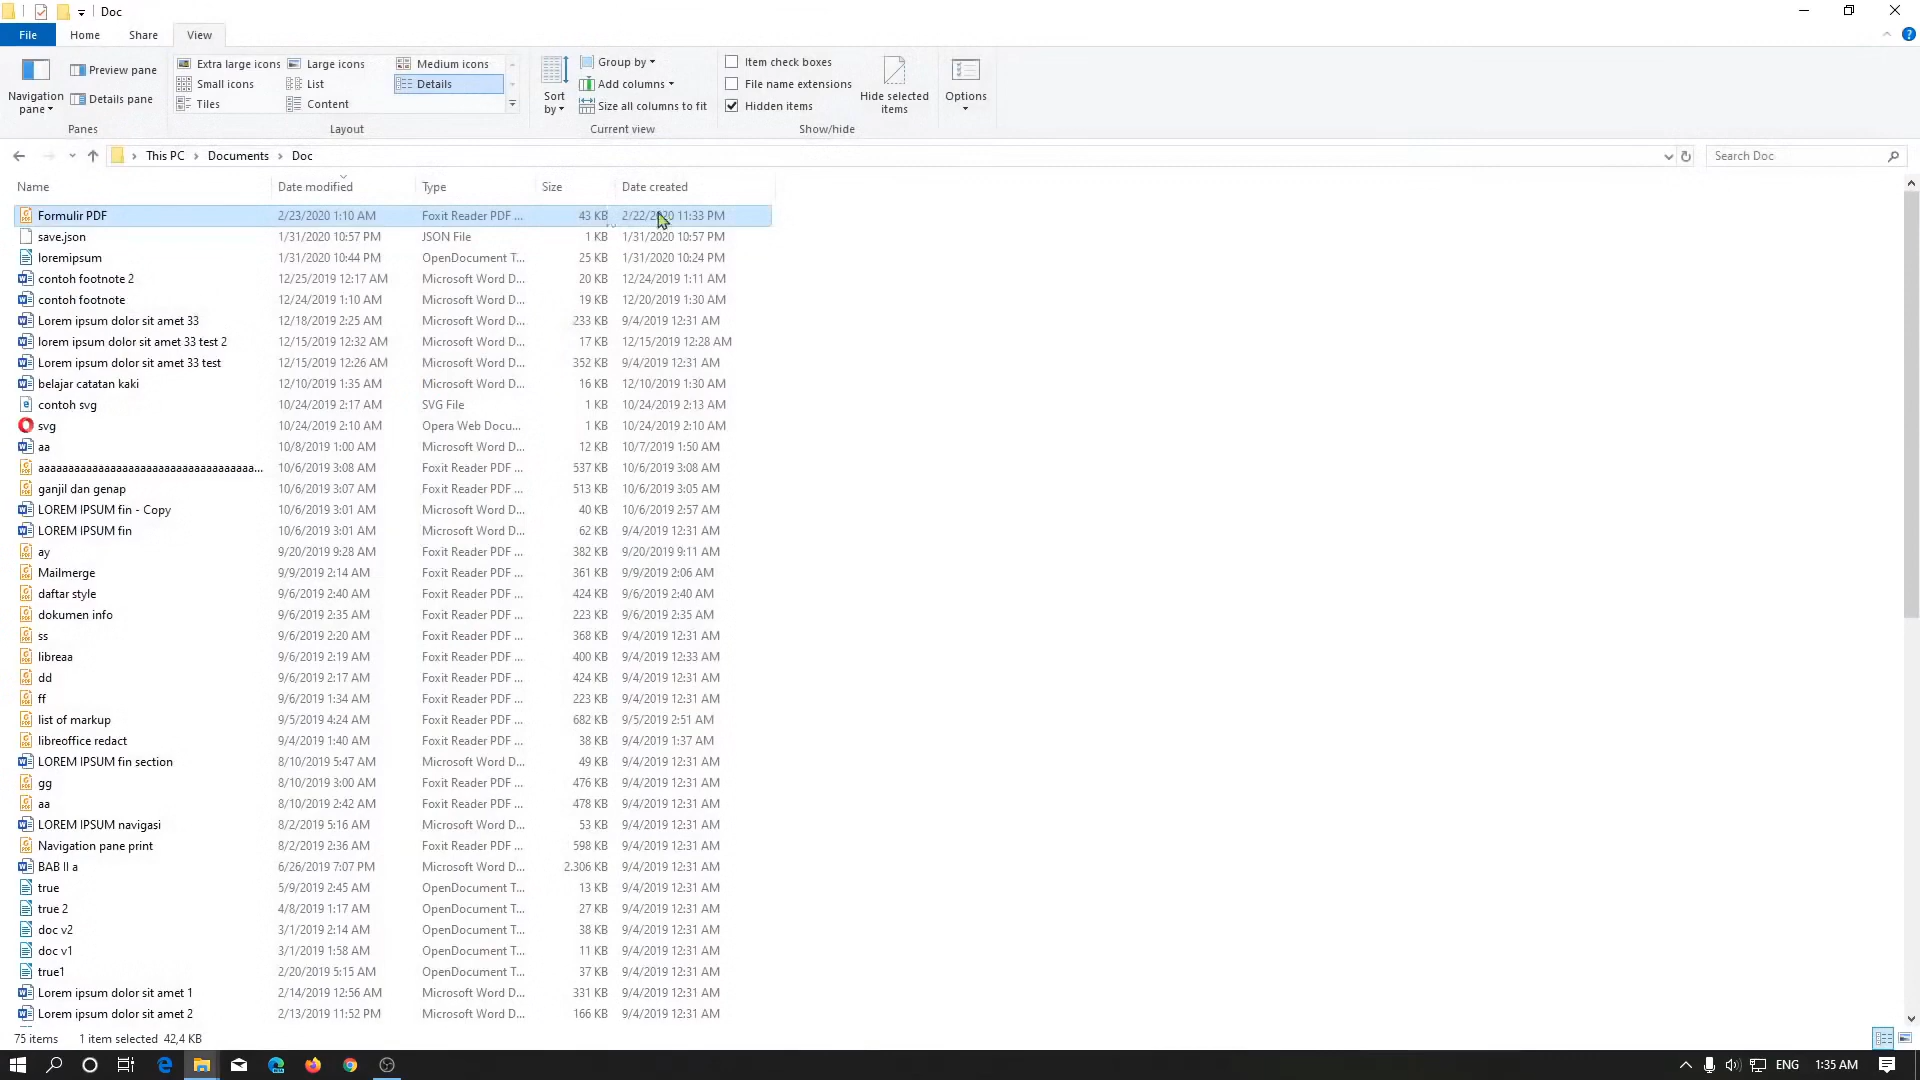 Doc
File Home Share View
Navigation pane
Preview pane
Details pane
Panes
Extra large icons Large icons Medium icons
Small icons List Details
Tiles Content
Layout
Sort by
Group by
Add columns
Size all columns to fit
Current view
Item check boxes
File name extensions
Hidden items
Hide selected items
Show/hide
Options
This PC Documents Doc
Search Doc
Name Date modified Type Size Date created
Formulir PDF 2/23/2020 1:10 AM Foxit Reader PDF ... 43 KB 2/22/2020 11:33 PM
save.json 1/31/2020 10:57 PM JSON File 1 KB 1/31/2020 10:57 PM
loremipsum 1/31/2020 10:44 PM OpenDocument T... 25 KB 1/31/2020 10:24 PM
contoh footnote 2 12/25/2019 12:17 AM Microsoft Word D... 20 KB 12/24/2019 1:11 AM
contoh footnote 12/24/2019 1:10 AM Microsoft Word D... 19 KB 12/20/2019 1:30 AM
Lorem ipsum dolor sit amet 33 12/18/2019 2:25 AM Microsoft Word D... 233 KB 9/4/2019 12:31 AM
lorem ipsum dolor sit amet 33 test 2 12/15/2019 12:32 AM Microsoft Word D... 17 KB 12/15/2019 12:28 AM
Lorem ipsum dolor sit amet 33 test 12/15/2019 12:26 AM Microsoft Word D... 352 KB 9/4/2019 12:31 AM
belajar catatan kaki 12/10/2019 1:35 AM Microsoft Word D... 16 KB 12/10/2019 1:30 AM
contoh svg 10/24/2019 2:17 AM SVG File 1 KB 10/24/2019 2:13 AM
svg 10/24/2019 2:10 AM Opera Web Docu... 1 KB 10/24/2019 2:10 AM
aa 10/8/2019 1:00 AM Microsoft Word D... 12 KB 10/7/2019 1:50 AM
aaaaaaaaaaaaaaaaaaaaaaaaaaaaaaaaaaaa... 10/6/2019 3:08 AM Foxit Reader PDF ... 537 KB 10/6/2019 3:08 AM
ganjil dan genap 10/6/2019 3:07 AM Foxit Reader PDF ... 513 KB 10/6/2019 3:05 AM
LOREM IPSUM fin - Copy 10/6/2019 3:01 AM Microsoft Word D... 40 KB 10/6/2019 2:57 AM
LOREM IPSUM fin 10/6/2019 3:01 AM Microsoft Word D... 62 KB 9/4/2019 12:31 AM
ay 9/20/2019 9:28 AM Foxit Reader PDF ... 382 KB 9/20/2019 9:11 AM
Mailmerge 9/9/2019 2:14 AM Foxit Reader PDF ... 361 KB 9/9/2019 2:06 AM
daftar style 9/6/2019 2:40 AM Foxit Reader PDF ... 424 KB 9/6/2019 2:40 AM
dokumen info 9/6/2019 2:35 AM Foxit Reader PDF ... 223 KB 9/6/2019 2:35 AM
ss 9/6/2019 2:20 AM Foxit Reader PDF ... 368 KB 9/4/2019 12:31 AM
libreaa 9/6/2019 2:19 AM Foxit Reader PDF ... 400 KB 9/4/2019 12:33 AM
dd 9/6/2019 2:17 AM Foxit Reader PDF ... 424 KB 9/4/2019 12:31 AM
ff 9/6/2019 1:34 AM Foxit Reader PDF ... 223 KB 9/4/2019 12:31 AM
list of markup 9/5/2019 4:24 AM Foxit Reader PDF ... 682 KB 9/5/2019 2:51 AM
libreoffice redact 9/4/2019 1:40 AM Foxit Reader PDF ... 38 KB 9/4/2019 1:37 AM
LOREM IPSUM fin section 8/10/2019 5:47 AM Microsoft Word D... 49 KB 9/4/2019 12:31 AM
gg 8/10/2019 3:00 AM Foxit Reader PDF ... 476 KB 9/4/2019 12:31 AM
aa 8/10/2019 2:42 AM Foxit Reader PDF ... 478 KB 9/4/2019 12:31 AM
LOREM IPSUM navigasi 8/2/2019 5:16 AM Microsoft Word D... 53 KB 9/4/2019 12:31 AM
Navigation pane print 8/2/2019 2:36 AM Foxit Reader PDF ... 598 KB 9/4/2019 12:31 AM
BAB II a 6/26/2019 7:07 PM Microsoft Word D... 2.306 KB 9/4/2019 12:31 AM
true 5/9/2019 2:45 AM OpenDocument T... 13 KB 9/4/2019 12:31 AM
true 2 4/8/2019 1:17 AM OpenDocument T... 27 KB 9/4/2019 12:31 AM
doc v2 3/1/2019 2:14 AM OpenDocument T... 38 KB 9/4/2019 12:31 AM
doc v1 3/1/2019 1:58 AM OpenDocument T... 11 KB 9/4/2019 12:31 AM
true1 2/20/2019 5:15 AM OpenDocument T... 37 KB 9/4/2019 12:31 AM
Lorem ipsum dolor sit amet 1 2/14/2019 12:56 AM Microsoft Word D... 331 KB 9/4/2019 12:31 AM
Lorem ipsum dolor sit amet 2 2/13/2019 11:52 PM Microsoft Word D... 166 KB 9/4/2019 12:31 AM
75 items 1 item selected 42,4 KB
ENG 1:35 AM